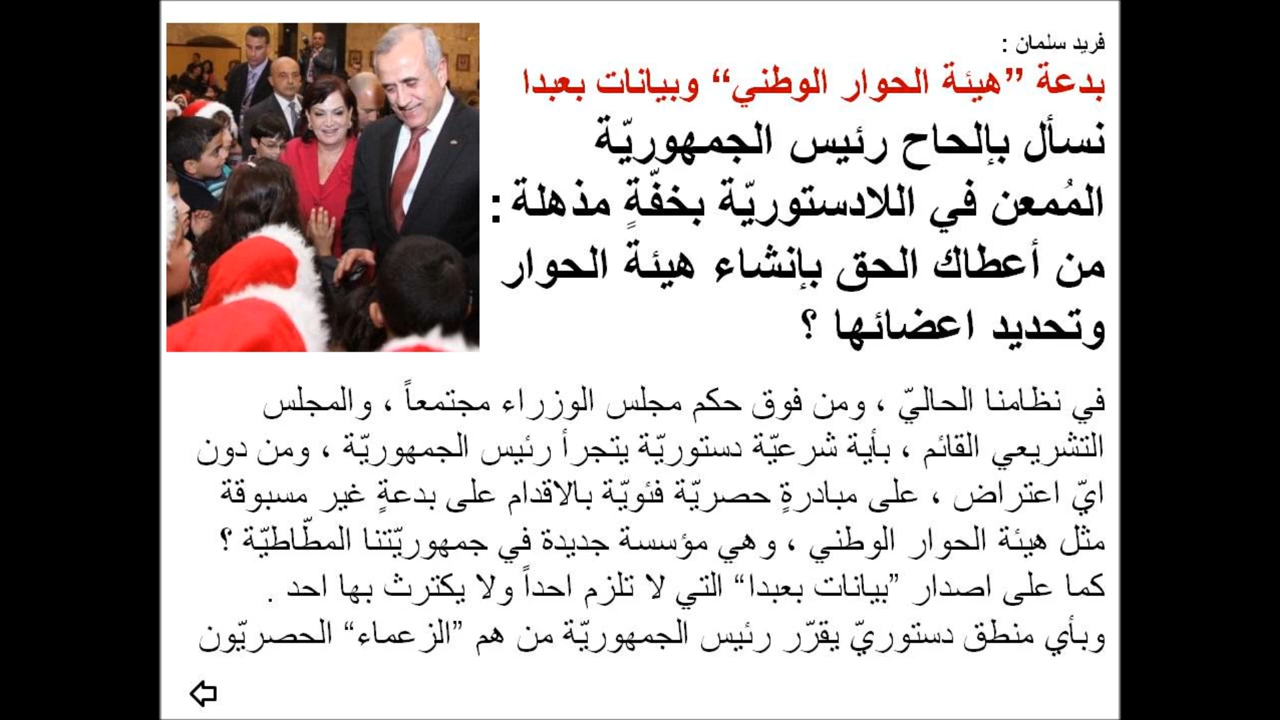 فريد سلمان :
بدعة ”هيئة الحوار الوطني“ وبيانات بعبدا
نسأل بإلحاح رئيس الجمهوريّة
المُمعن في اللادستوريّة بخفّةٍ مذهلة :
من أعطاك الحق بإنشاء هيئة الحوار
وتحديد اعضائها ؟
في نظامنا الحاليّ ، ومن فوق حكم مجلس الوزراء مجتمعاً ، والمجلس
التشريعي القائم ، بأية شرعيّة دستوريّة يتجرأ رئيس الجمهوريّة ، ومن دون
ايّ اعتراض ، على مبادرةٍ حصريّة فئويّة بالاقدام على بدعةٍ غير مسبوقة
مثل هيئة الحوار الوطني ، وهي مؤسسة جديدة في جمهوريّتنا المطّاطيّة ؟
كما على اصدار ”بيانات بعبدا“ التي لا تلزم احداً ولا يكترث بها احد .
وبأي منطق دستوريّ يقرّر رئيس الجمهوريّة من هم ”الزعماء“ الحصريّون